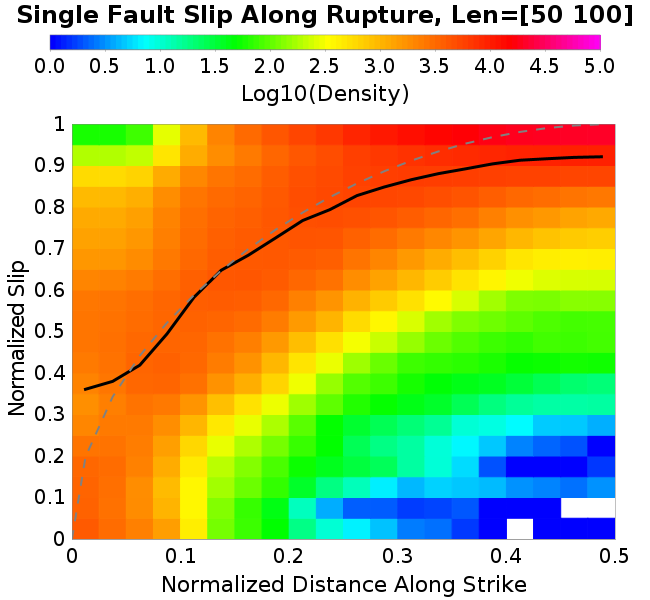 Single Fault Slip Along Rupture, Len=[50 100]
0.0 0.5 1.0 1.5 2.0 2.5 3.0 3.5 4.0 4.5 5.0
Log10(Density)
Normalized Slip
1
0.9
0.8
0.7
0.6
0.5
0.4
0.3
0.2
0.1
0
0 0.1 0.2 0.3 0.4 0.5
Normalized Distance Along Strike